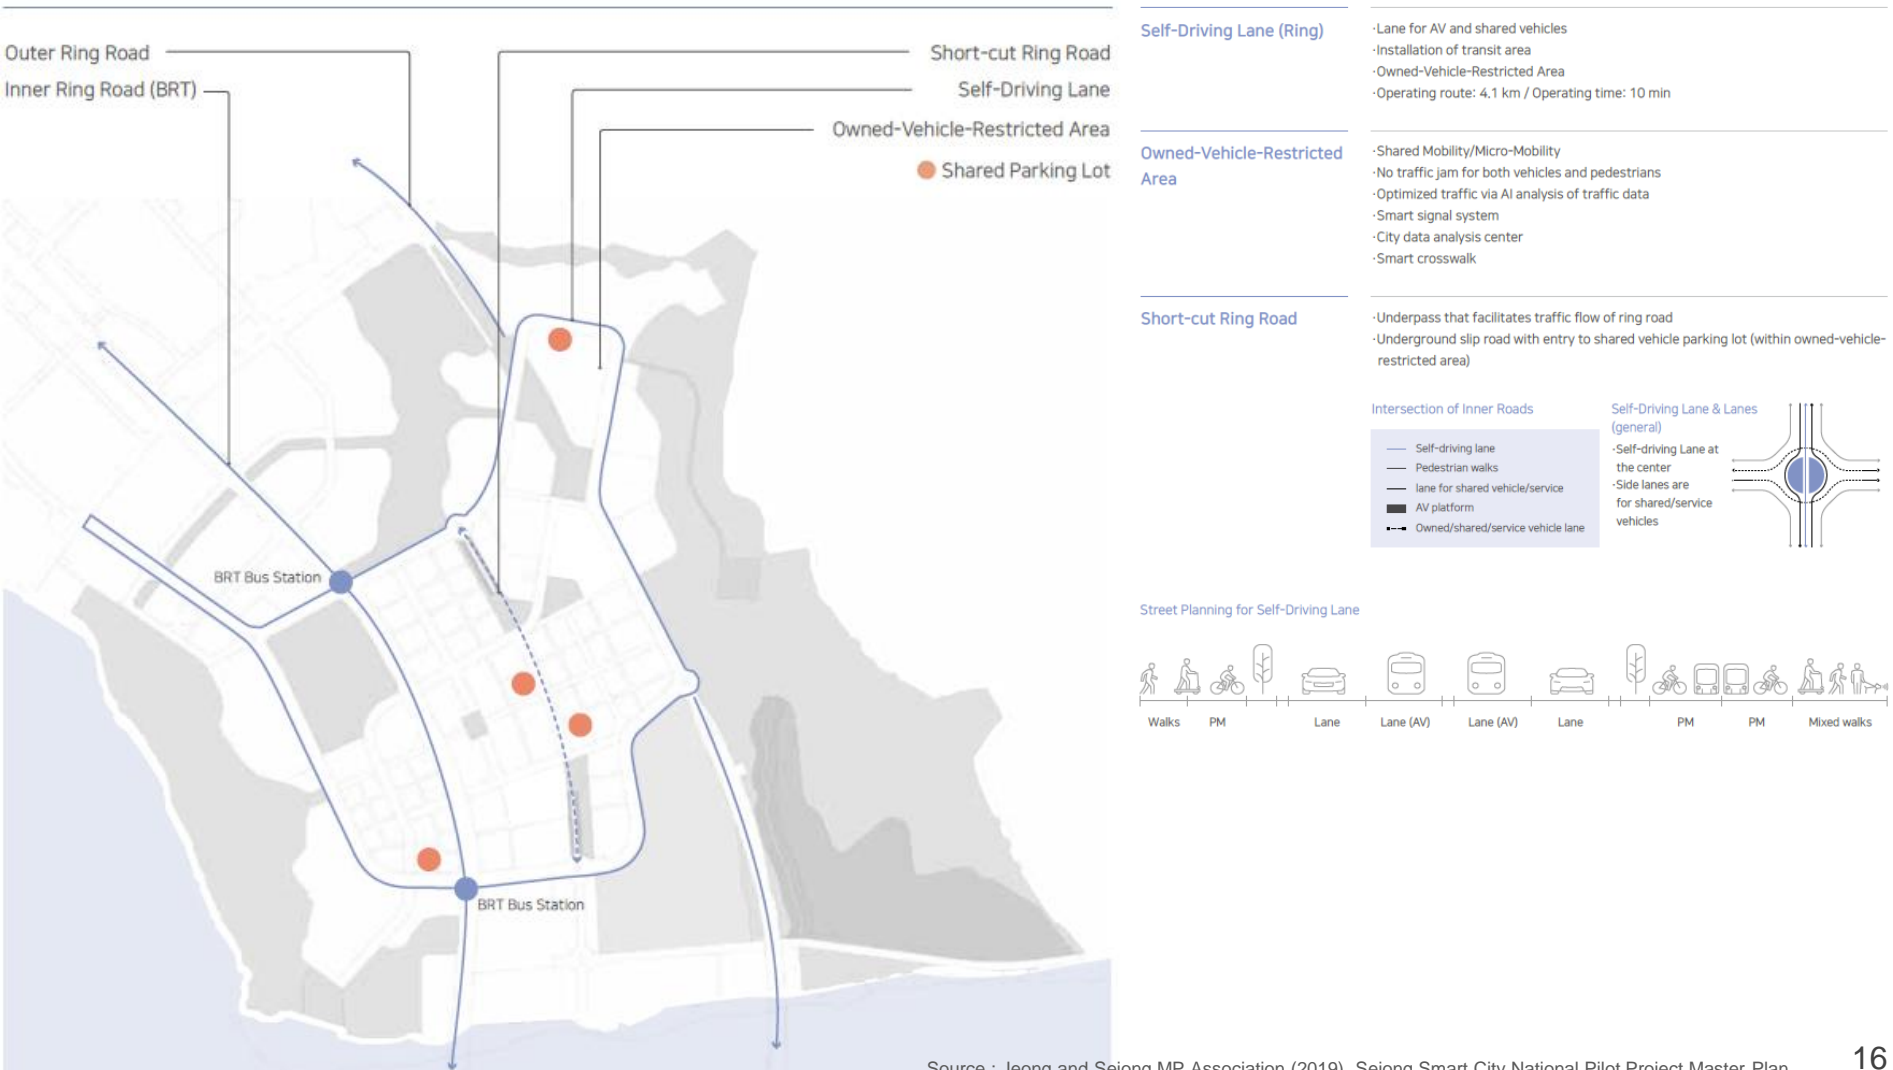 Outer Ring Road
Inner Ring Road (BRT)
Short-cut Ring Road
Self-Driving Lane
Owned-Vehicle-Restricted Area
Shared Parking Lot
BRT Bus Station
BRT Bus Station
Self-Driving Lane (Ring)
·Lane for AV and shared vehicles
·Installation of transit area
·Owned-Vehicle-Restricted Area
·Operating route: 4.1 km / Operating time: 10 min
Owned-Vehicle-Restricted
Area
·Shared Mobility/Micro-Mobility
·No traffic jam for both vehicles and pedestrians
·Optimized traffic via AI analysis of traffic data
·Smart signal system
·City data analysis center
·Smart crosswalk
Short-cut Ring Road
·Underpass that facilitates traffic flow of ring road
·Underground slip road with entry to shared vehicle parking lot (within owned-vehicle-
restricted area)
Intersection of Inner Roads
Self-driving lane
Pedestrian walks
lane for shared vehicle/service
AV platform
Owned/shared/service vehicle lane
Self-Driving Lane & Lanes
(general)
·Self-driving Lane at
the center
·Side lanes are
for shared/service
vehicles
Street Planning for Self-Driving Lane
Walks PM Lane Lane (AV) Lane (AV) Lane PM PM Mixed walks
Source : Jeong and Sejong MP Association (2019), Sejong Smart City National Pilot Project Master Plan
16